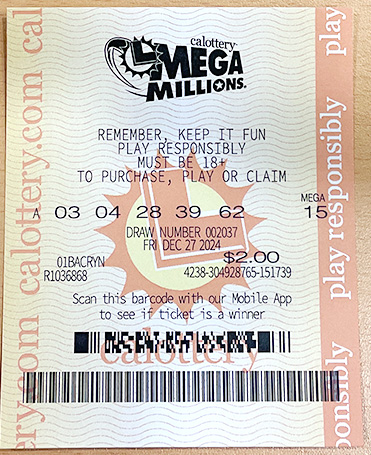 calottery
MEGA
MILLIONS
REMEMBER, KEEP IT FUN
PLAY RESPONSIBLY
MUST BE 18+
TO PURCHASE, PLAY OR CLAIM
MEGA
A 03 04 28 39 62 15
DRAW NUMBER 002037
FRI DEC 27 2024
01BACRYN $2.00
R1036868 4238-304928765-151739
Scan this barcode with our Mobile App
to see if ticket is a winner
calottery
ery.com calottery.com cal
play responsibly play
ponsibly